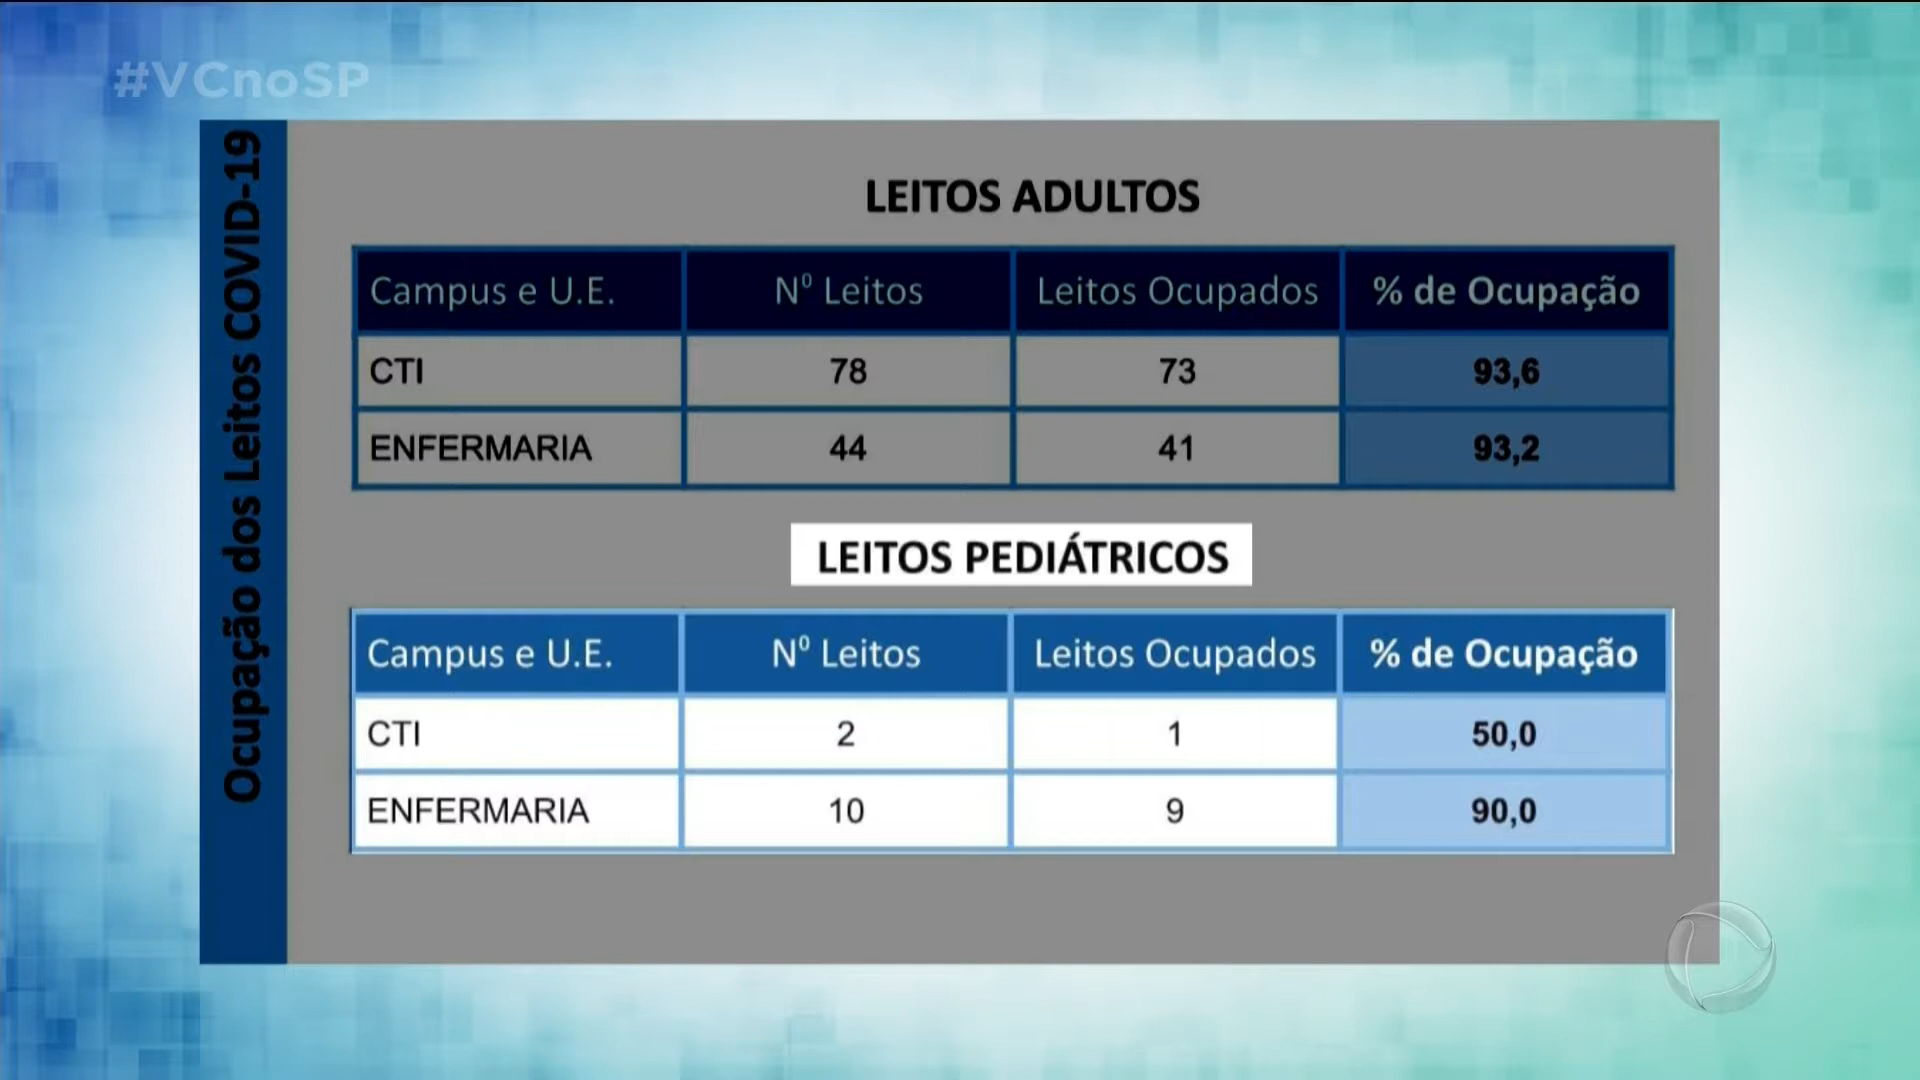 #VCnoSP
Ocupação dos Leitos COVID-19
LEITOS ADULTOS
Campus e U.E. Nº Leitos Leitos Ocupados % de Ocupação
CTI 78 73 93,6
ENFERMARIA 44 41 93,2
LEITOS PEDIÁTRICOS
Campus e U.E. Nº Leitos Leitos Ocupados % de Ocupação
CTI 2 1 50,0
ENFERMARIA 10 9 90,0